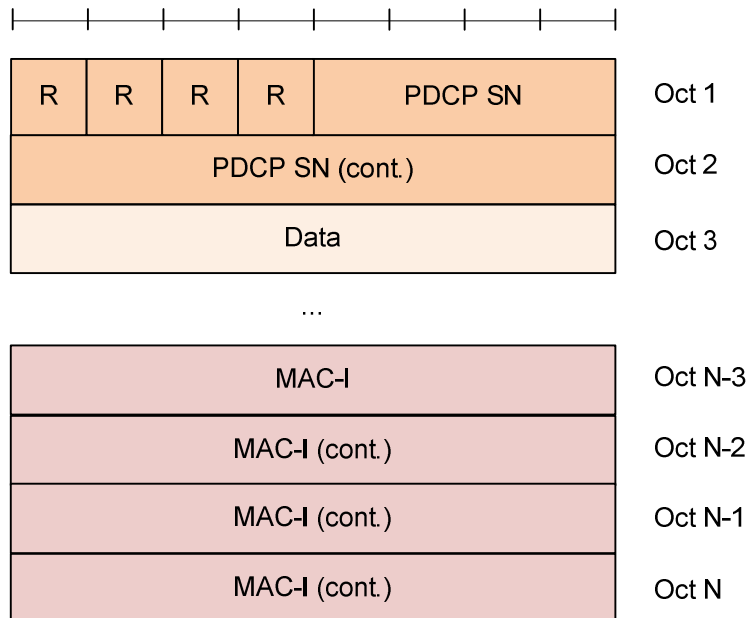 R R R R PDCP SN Oct 1
PDCP SN (cont.) Oct 2
Data Oct 3
...
MAC-I Oct N-3
MAC-I (cont.) Oct N-2
MAC-I (cont.) Oct N-1
MAC-I (cont.) Oct N